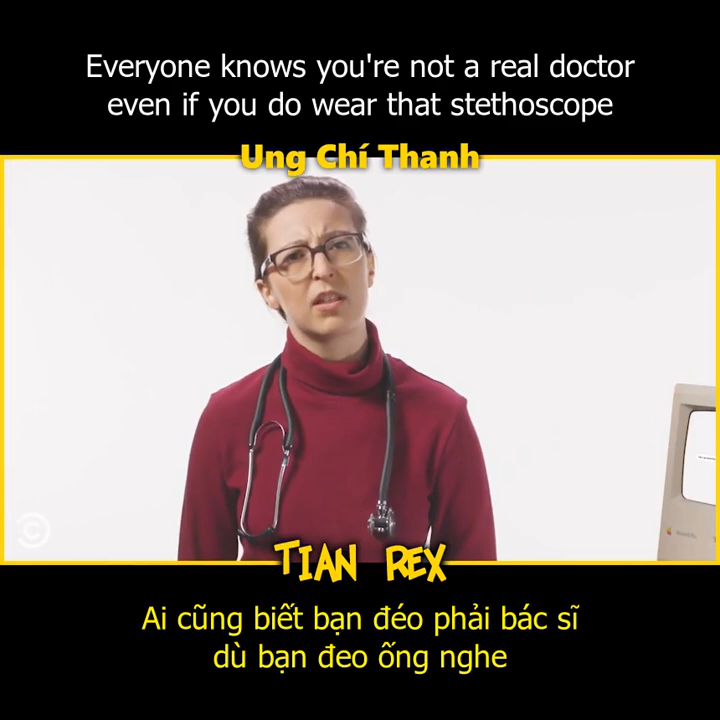 Everyone knows you're not a real doctor
even if you do wear that stethoscope
Ung Chí Thanh
TIAN REX
Ai cũng biết bạn đéo phải bác sĩ
dù bạn đeo ống nghe